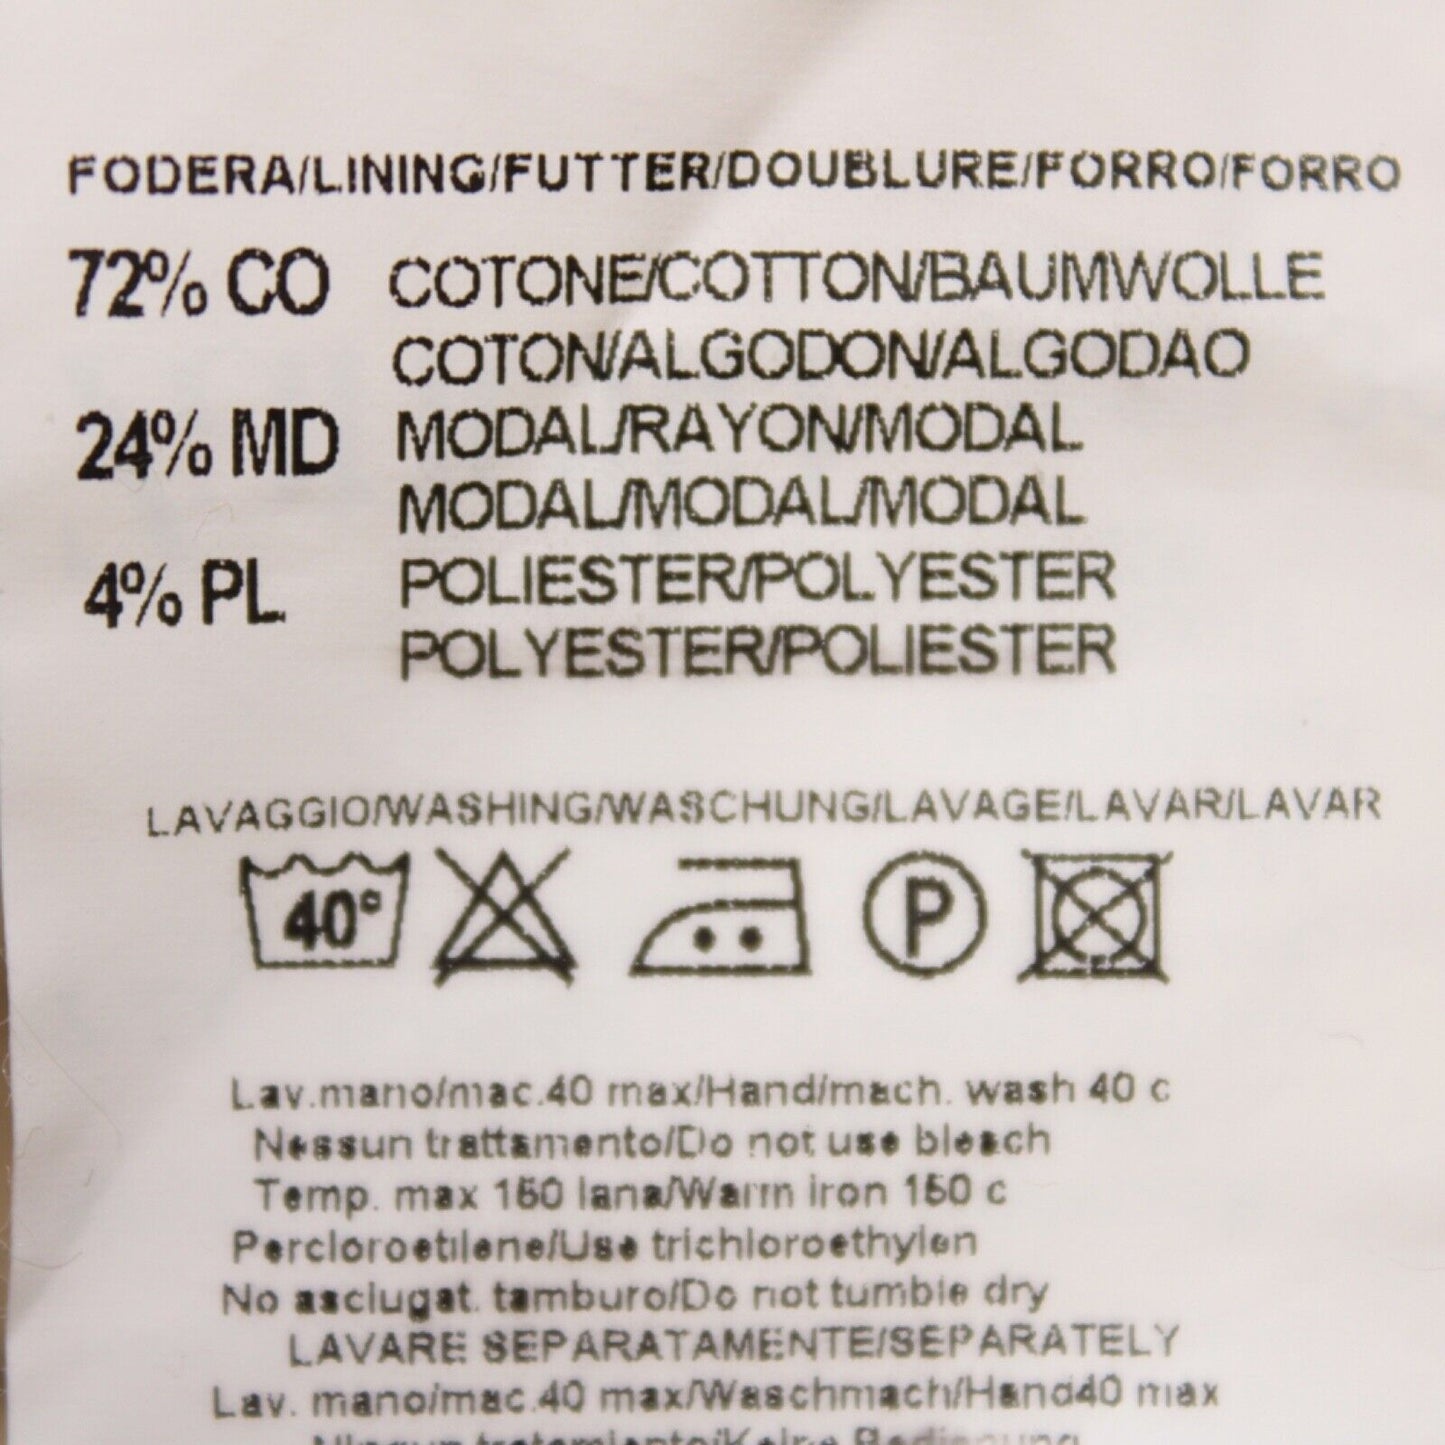 FODERA/LINING/FUTTER/DOUBLURE/FORRO/FORRO
72% CO COTONE/COTTON/BAUMWOLLE
COTON/ALGODON/ALGODAO
24% MD MODAL/RAYON/MODAL
MODAL/MODAL/MODAL
4% PL POLIESTER/POLYESTER
POLYESTER/POLIESTER
LAVAGGIO/WASHING/WASCHUNG/LAVAGE/LAVAR/LAVAR
40° P
Lav.mano/mac.40 max/Hand/mach. wash 40 c
Nessun trattamento/Do not use bleach
Temp. max 150 lana/Warm iron 150 c
Percloroetilene/Use trichloroethylen
No asciugat. tamburo/Do not tumble dry
LAVARE SEPARATAMENTE/SEPARATELY
Lav. mano/mac.40 max/Waschmach/Hand40 max